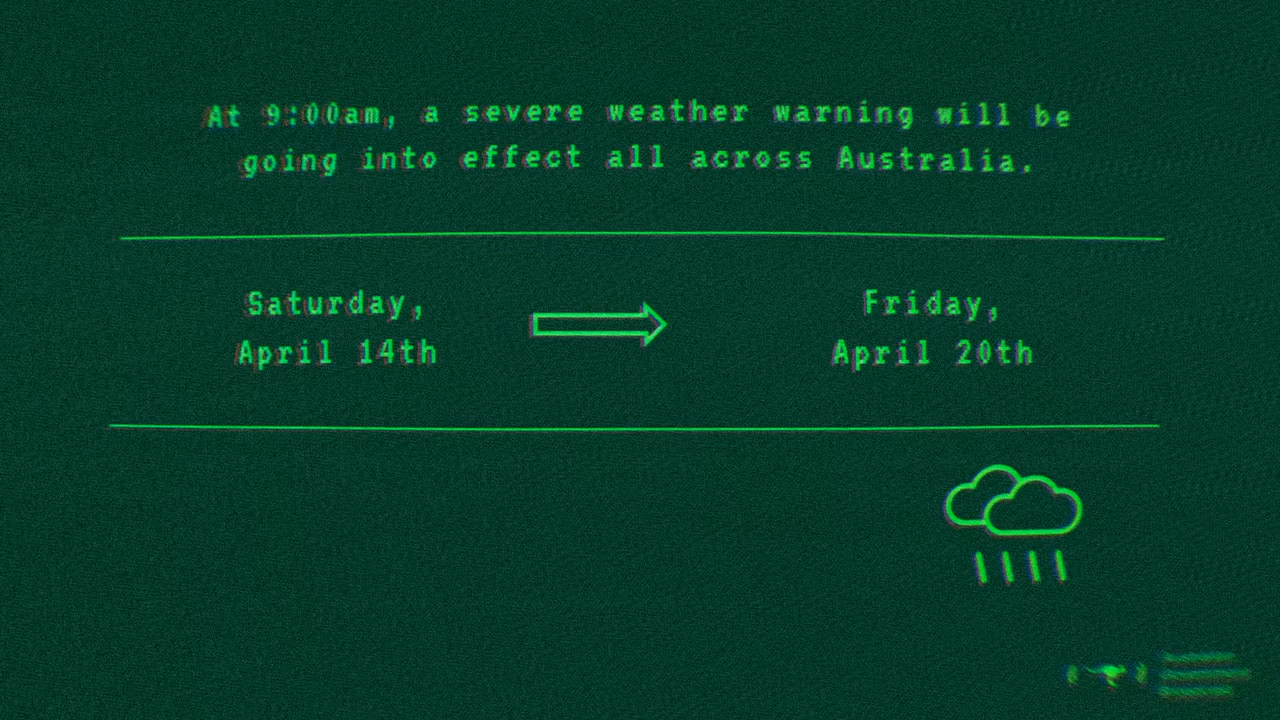 At 9:00am, a severe weather warning will be
going into effect all across Australia.
Saturday,
April 14th
Friday,
April 20th